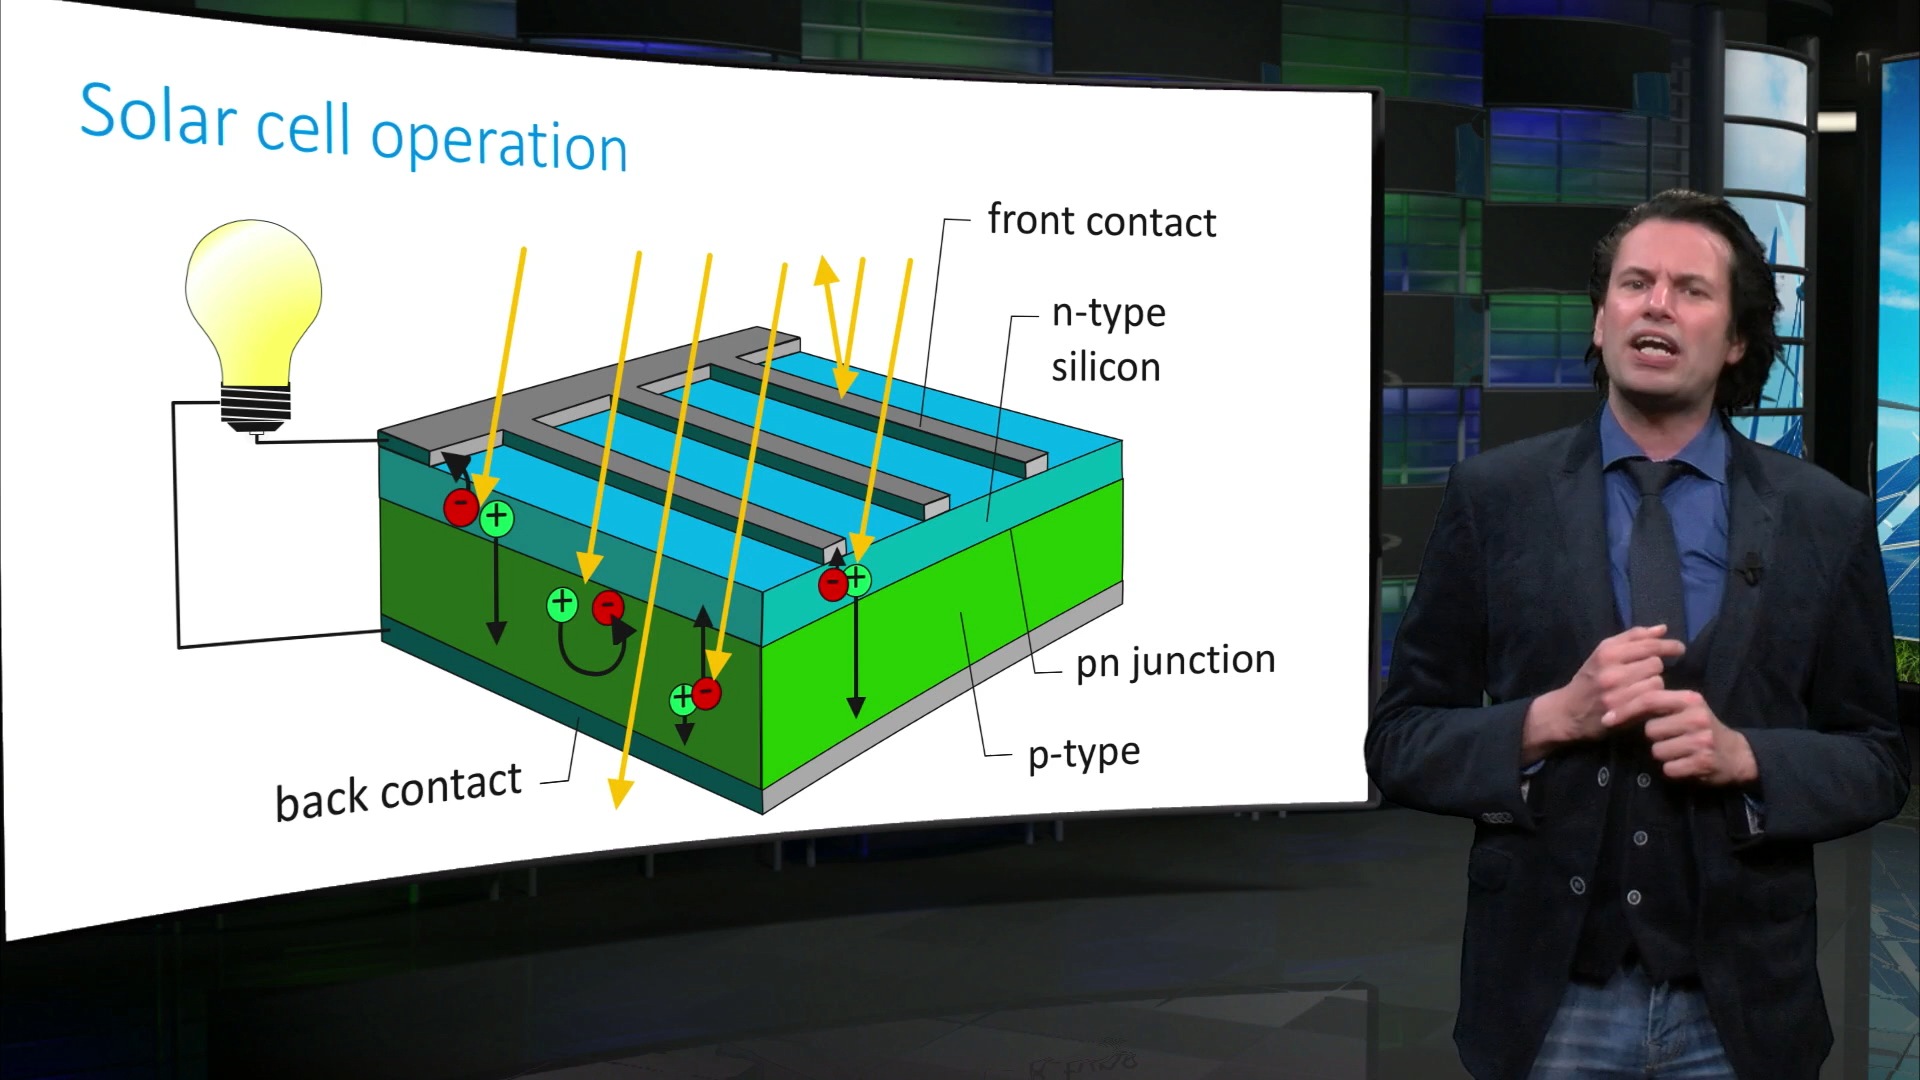 Solar cell operation
front contact
n-type
silicon
+
-
+
-
-
+
+
-
pn junction
p-type
back contact